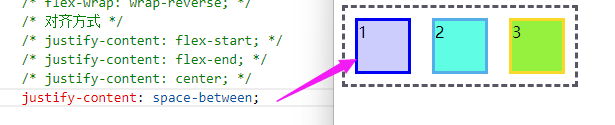 /* flex-wrap: wrap-reverse; */
/* 对齐方式 */
/* justify-content: flex-start; */
/* justify-content: flex-end; */
/* justify-content: center; */
justify-content: space-between;
1 2 3